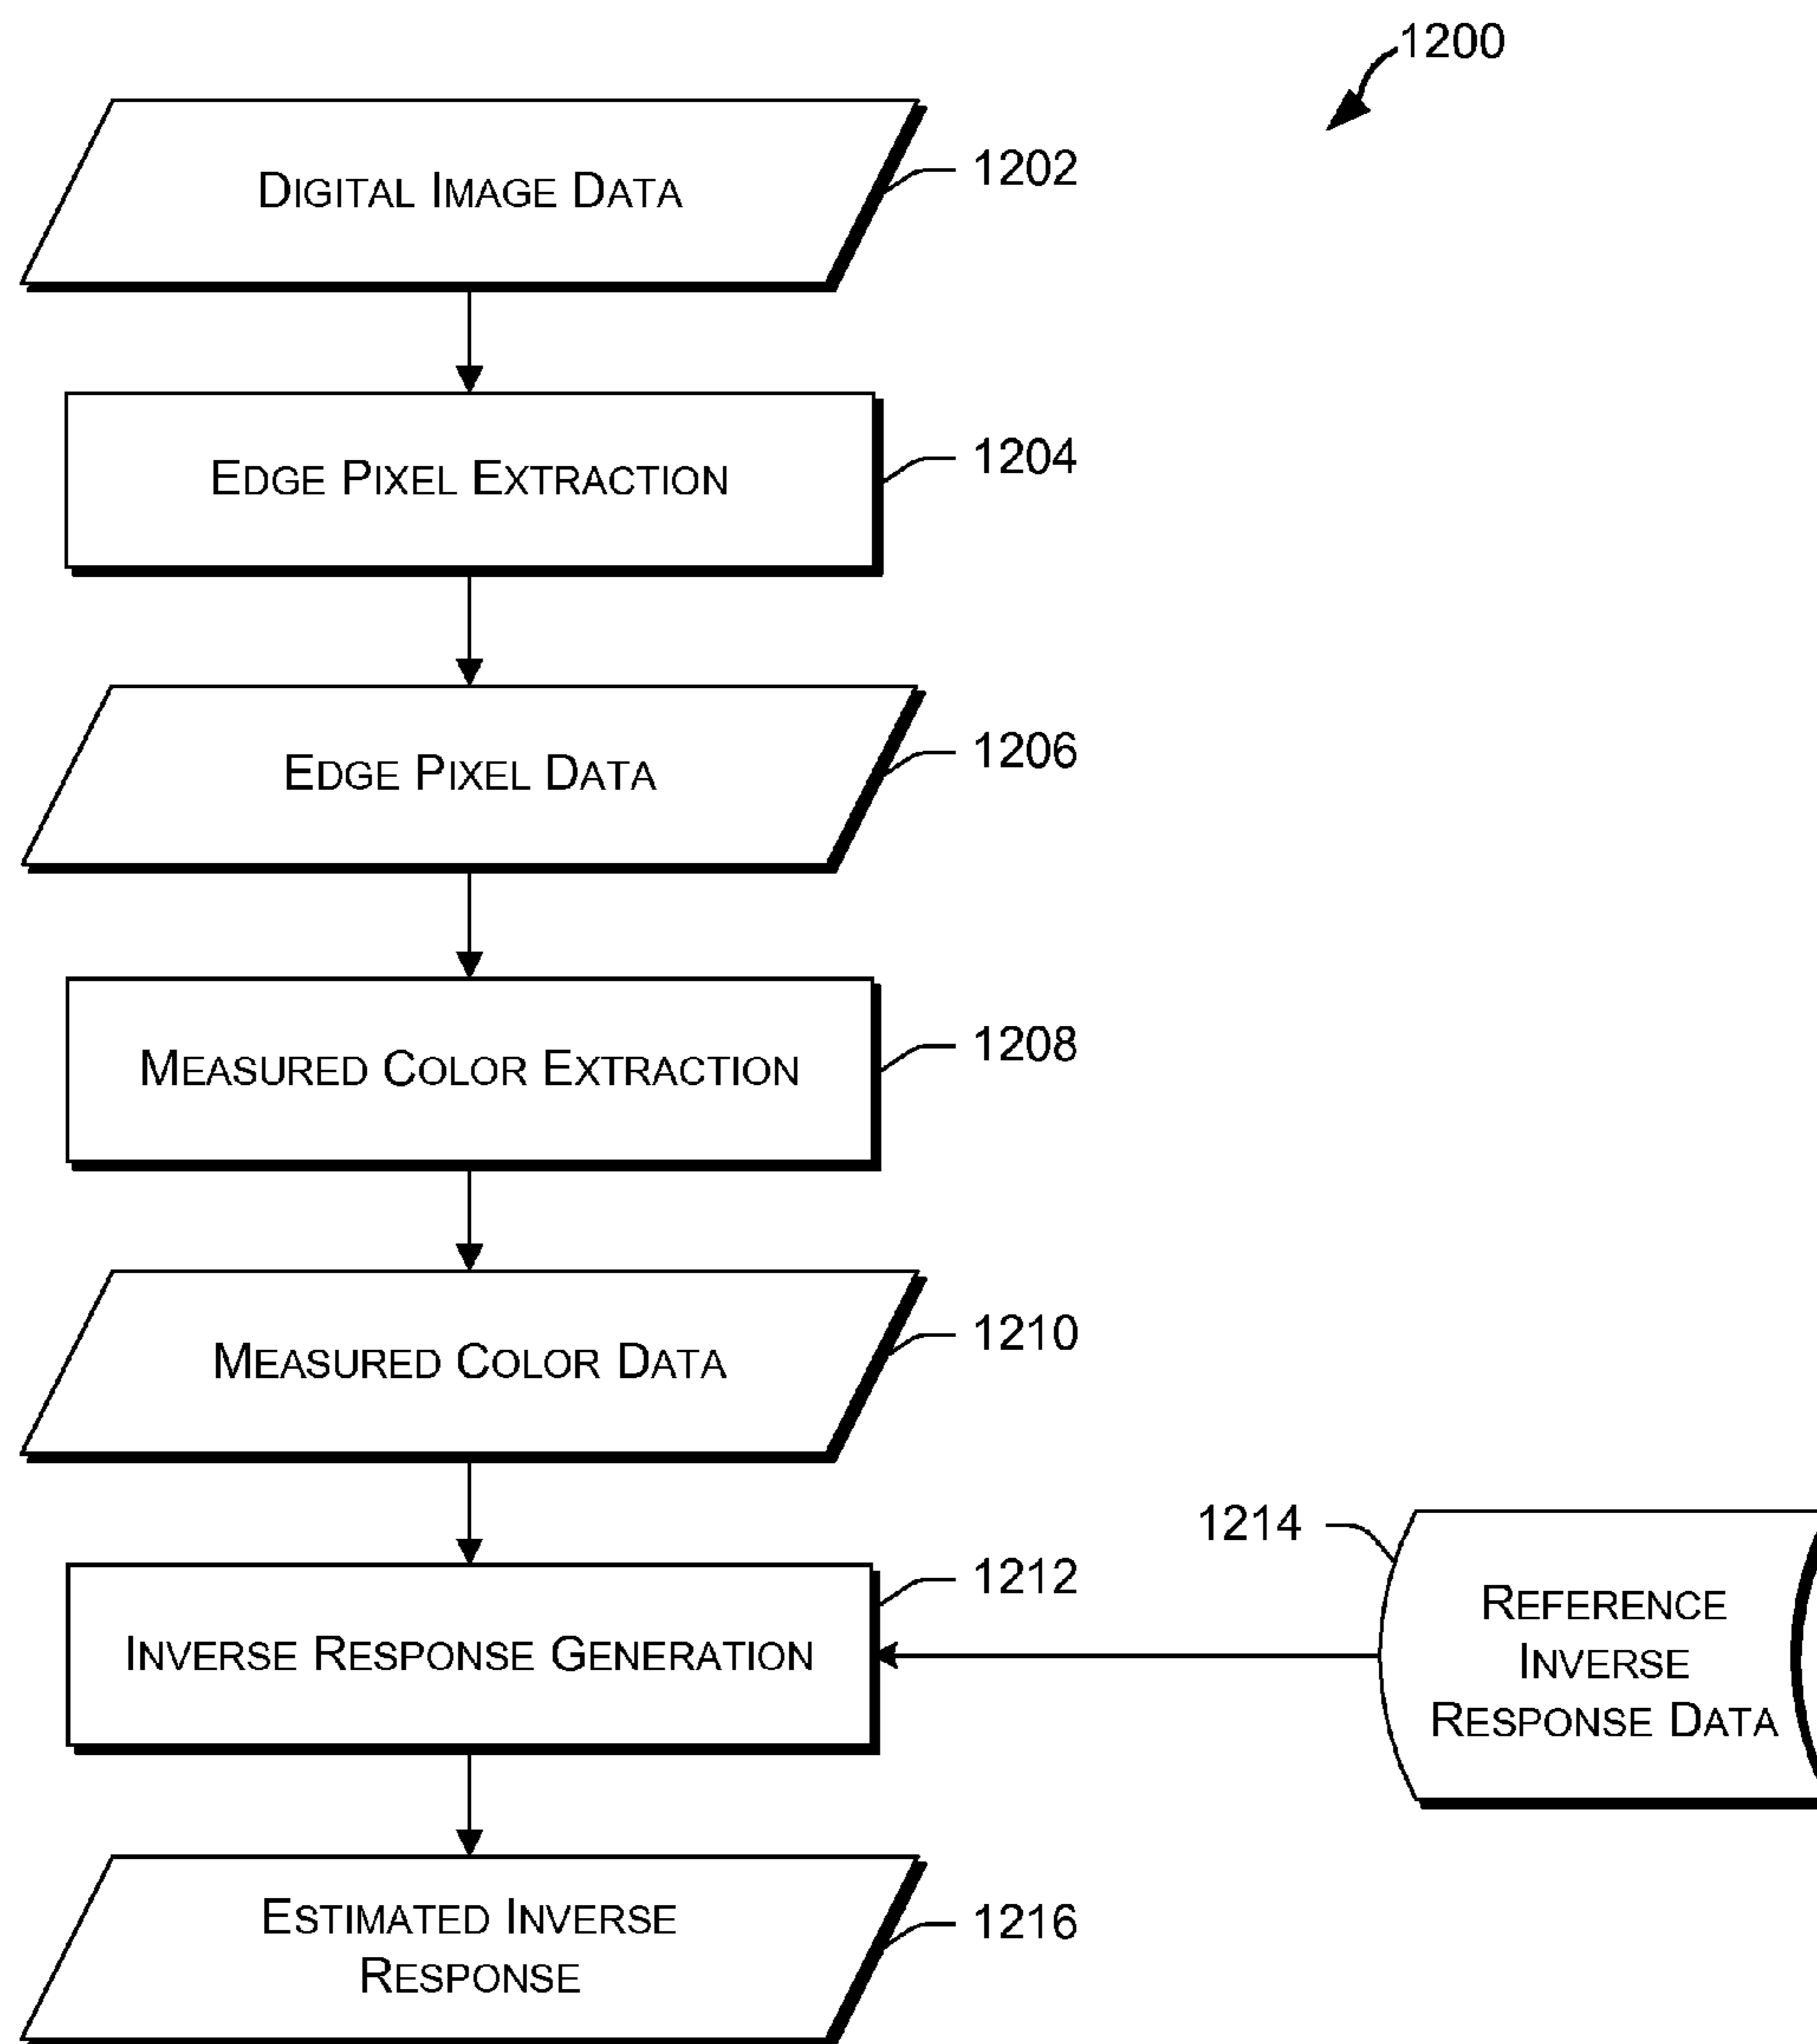 1200
DIGITAL IMAGE DATA
1202
EDGE PIXEL EXTRACTION
1204
EDGE PIXEL DATA
1206
MEASURED COLOR EXTRACTION
1208
MEASURED COLOR DATA
1210
INVERSE RESPONSE GENERATION
1212
1214
REFERENCE
INVERSE
RESPONSE DATA
ESTIMATED INVERSE
RESPONSE
1216